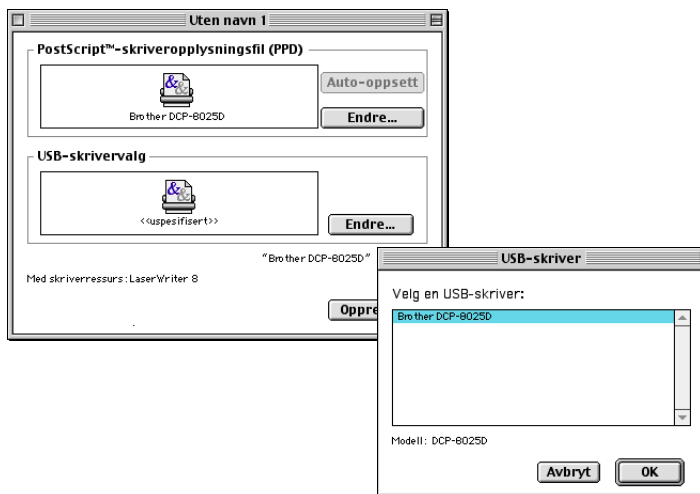 Uten navn 1
PostScript™-skriveropplysningsfil (PPD)
Auto-oppsett
Brother DCP-8025D
Endre...
USB-skrivervalg
<<uspesifisert>>
Endre...
"Brother DCP-8025D"
Med skriverressurs:LaserWriter 8
Oppre
USB-skriver
Velg en USB-skriver:
Brother DCP-8025D
Modell: DCP-8025D
Avbryt
OK